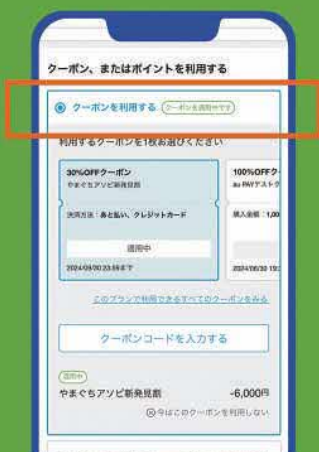 クーポン、またはポイントを利用する
クーポンを利用する クーポンを適用中です
利用するクーポンを1枚お選びください
30%OFFクーポン
やまぐちアソビ新発見割
決済方法：あと払い、クレジットカード
適用中
2024/09/30 23:59まで
100%OFFク
au PAYアスト
購入金額：1,00
このプランで利用できるすべてのクーポンをみる
クーポンコードを入力する
適用中
やまぐちアソビ新発見割 -6,000円
今はこのクーポンを利用しない